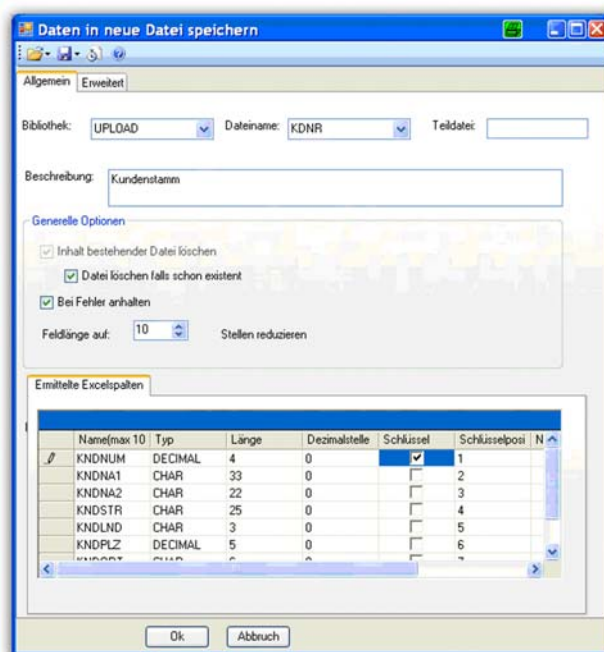 Daten in neue Datei speichern
Allgemein Erweitert
Bibliothek: UPLOAD Dateiname: KDNR Teildatei:
Beschreibung: Kundenstamm
Generelle Optionen
Inhalt bestehender Datei löschen
Datei löschen falls schon existent
Bei Fehler anhalten
Feldlänge auf: 10 Stellen reduzieren
Ermittelte Excelspalten
Name(max 10 Typ Länge Dezimalstelle Schlüssel Schlüsselposi N
KNDNUM DECIMAL 4 0 1
KNDNA1 CHAR 33 0 2
KNDNA2 CHAR 22 0 3
KNDSTR CHAR 25 0 4
KNDLND CHAR 3 0 5
KNDPLZ DECIMAL 5 0 6
Ok Abbruch